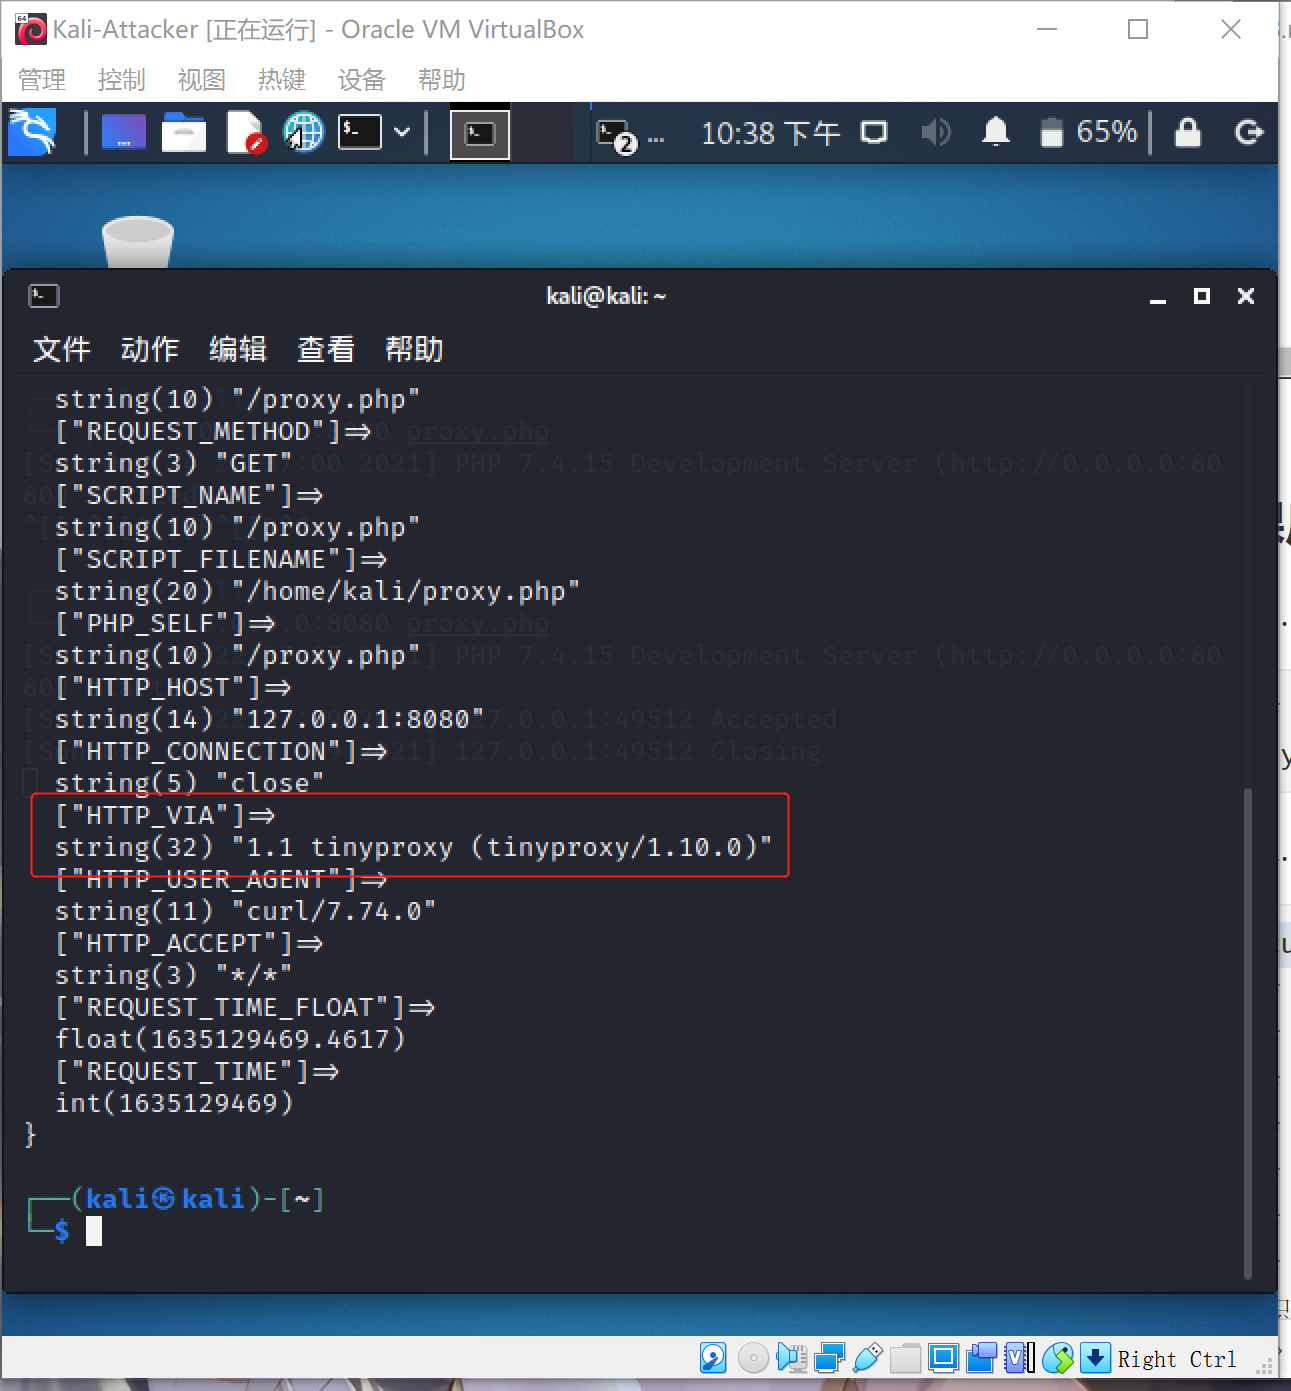 Kali-Attacker [正在运行] - Oracle VM VirtualBox
管理 控制 视图 热键 设备 帮助
2 ... 10:38 下午 65%
kali@kali: ~
文件 动作 编辑 查看 帮助
string(10) "/proxy.php"
["REQUEST_METHOD"]=>
string(3) "GET"
["SCRIPT_NAME"]=>
string(10) "/proxy.php"
["SCRIPT_FILENAME"]=>
string(20) "/home/kali/proxy.php"
["PHP_SELF"]=>
string(10) "/proxy.php"
["HTTP_HOST"]=>
string(14) "127.0.0.1:8080"
["HTTP_CONNECTION"]=>
string(5) "close"
["HTTP_VIA"]=>
string(32) "1.1 tinyproxy (tinyproxy/1.10.0)"
["HTTP_USER_AGENT"]=>
string(11) "curl/7.74.0"
["HTTP_ACCEPT"]=>
string(3) "*/*"
["REQUEST_TIME_FLOAT"]=>
float(1635129469.4617)
["REQUEST_TIME"]=>
int(1635129469)
}
┌──(kali㉿kali)-[~]
└─$
Right Ctrl